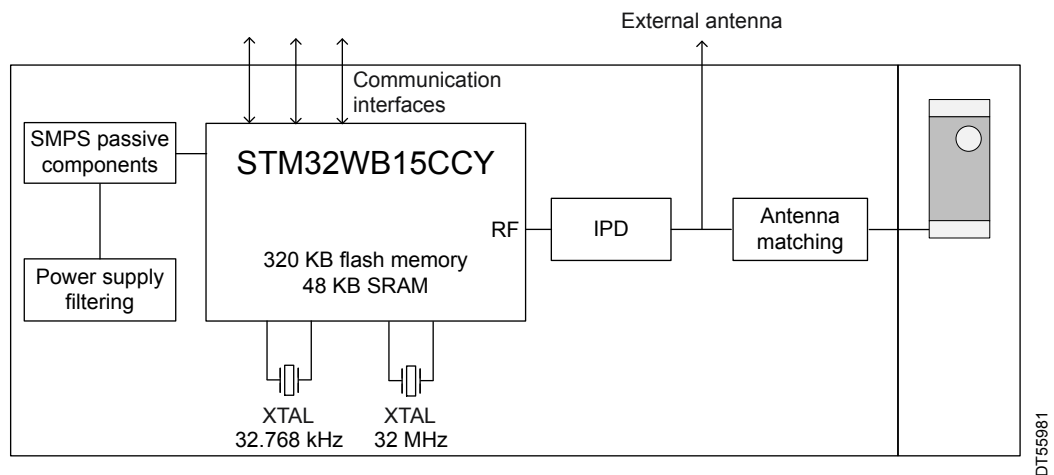 External antenna
Communication
interfaces
SMPS passive
components
STM32WB15CCY
RF
IPD
Antenna
matching
320 KB flash memory
48 KB SRAM
Power supply
filtering
XTAL
32.768 kHz
XTAL
32 MHz
DT55981